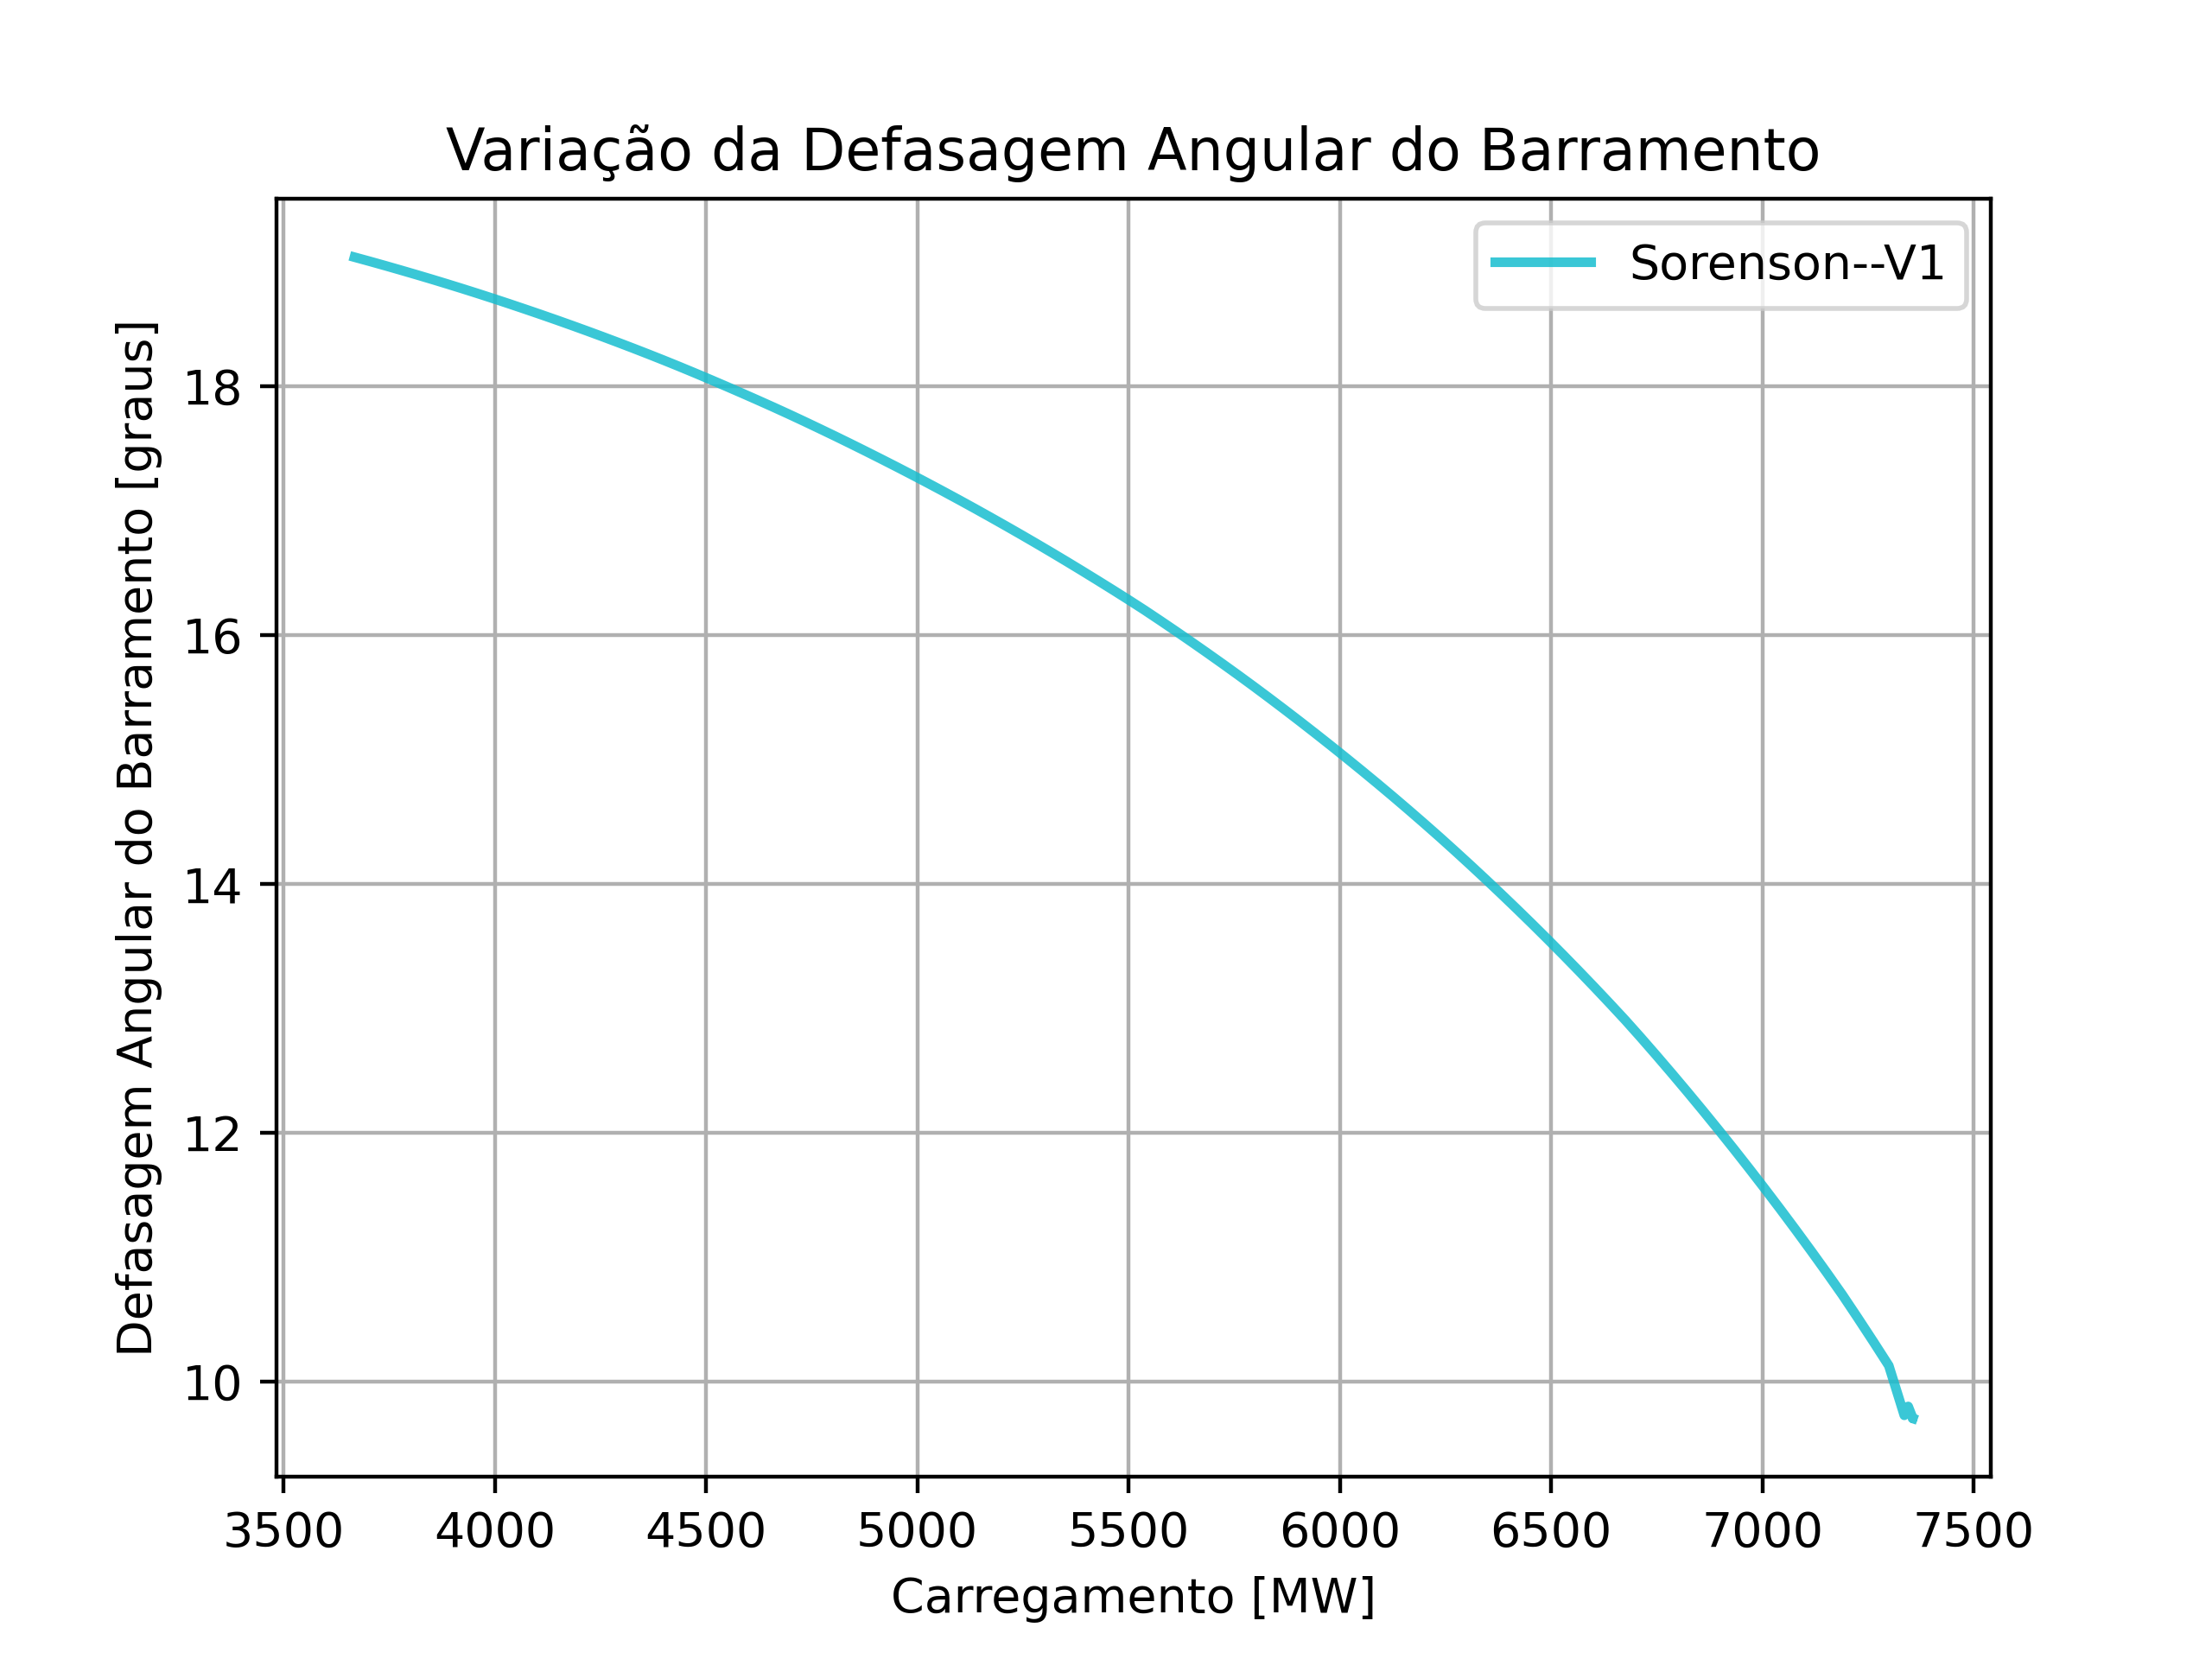 Variação da Defasagem Angular do Barramento
Sorenson--V1
Defasagem Angular do Barramento [graus]
18
16
14
12
10
3500 4000 4500 5000 5500 6000 6500 7000 7500
Carregamento [MW]